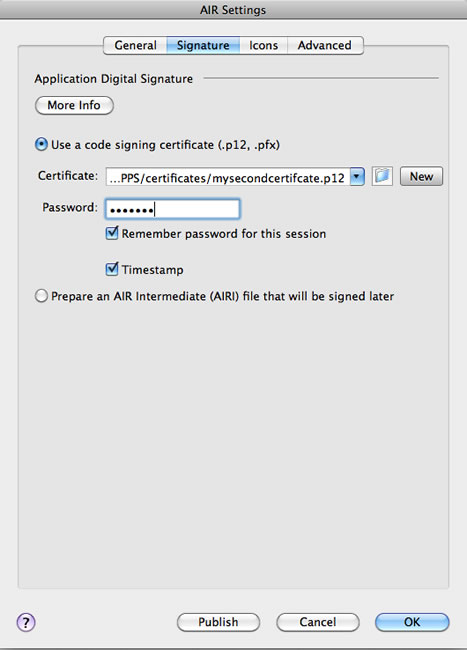 AIR Settings
General Signature Icons Advanced
Application Digital Signature
More Info
Use a code signing certificate (.p12, .pfx)
Certificate: ...PPS/certificates/mysecondcertifcate.p12 New
Password: •••••••
Remember password for this session
Timestamp
Prepare an AIR Intermediate (AIRI) file that will be signed later
? Publish Cancel OK